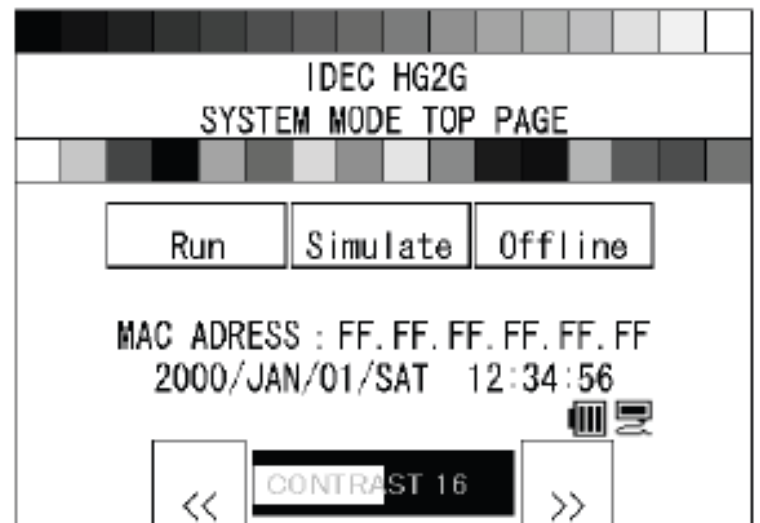 IDEC HG2G
SYSTEM MODE TOP PAGE
Run Simulate Offline
MAC ADRESS : FF. FF. FF. FF. FF. FF
2000/JAN/01/SAT 12:34:56
<< CONTRAST 16 >>